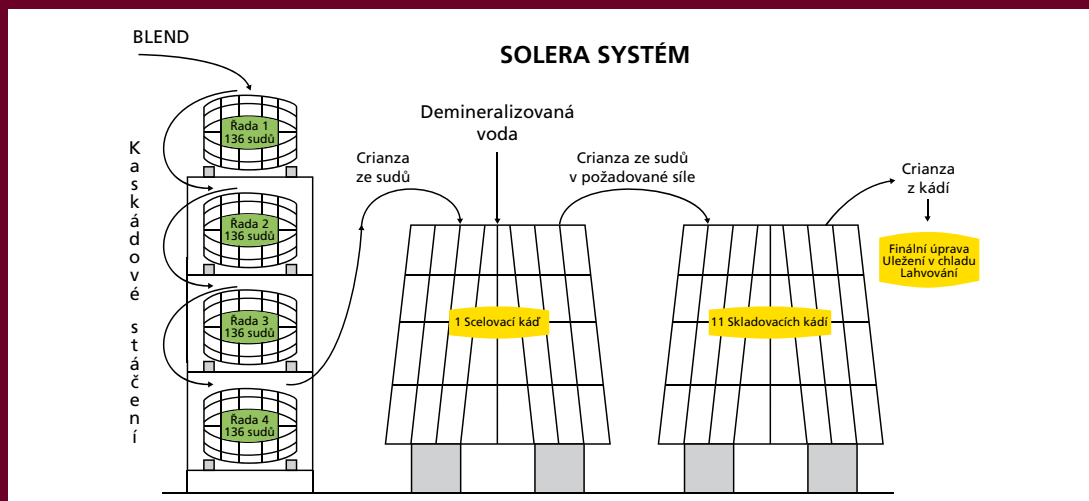 BLEND
SOLERA SYSTÉM
Kaskádové stáčení
Řada 1
136 sudů
Řada 2
136 sudů
Řada 3
136 sudů
Řada 4
136 sudů
Crianza
ze sudů
Demineralizovaná
voda
Crianza ze sudů
v požadované síle
Crianza
z kádí
1 Scelovací káď
11 Skladovacích kádí
Finální úprava
Uležení v chladu
Lahvování